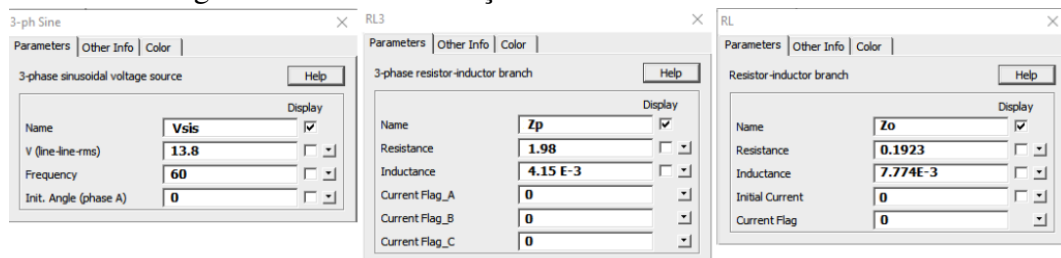 3-ph Sine
Parameters Other Info Color
3-phase sinusoidal voltage source Help
Display
Name Vsis
V (line-line-rms) 13.8
Frequency 60
Init. Angle (phase A) 0
RL3
Parameters Other Info Color
3-phase resistor-inductor branch Help
Display
Name Zp
Resistance 1.98
Inductance 4.15 E-3
Current Flag_A 0
Current Flag_B 0
Current Flag_C 0
RL
Parameters Other Info Color
Resistor-inductor branch Help
Display
Name Zo
Resistance 0.1923
Inductance 7.774E-3
Initial Current 0
Current Flag 0